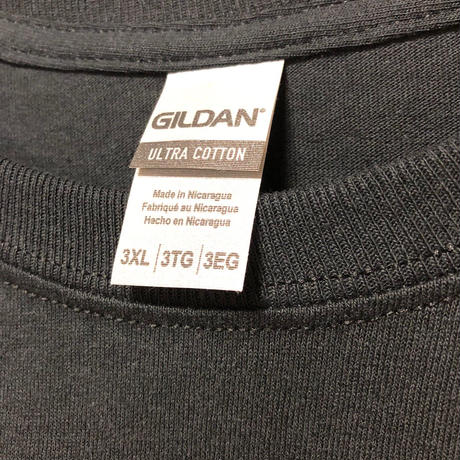 GILDAN®
ULTRA COTTON
Made in Nicaragua
Fabriqué au Nicaragua
Hecho en Nicaragua
3XL | 3TG | 3EG